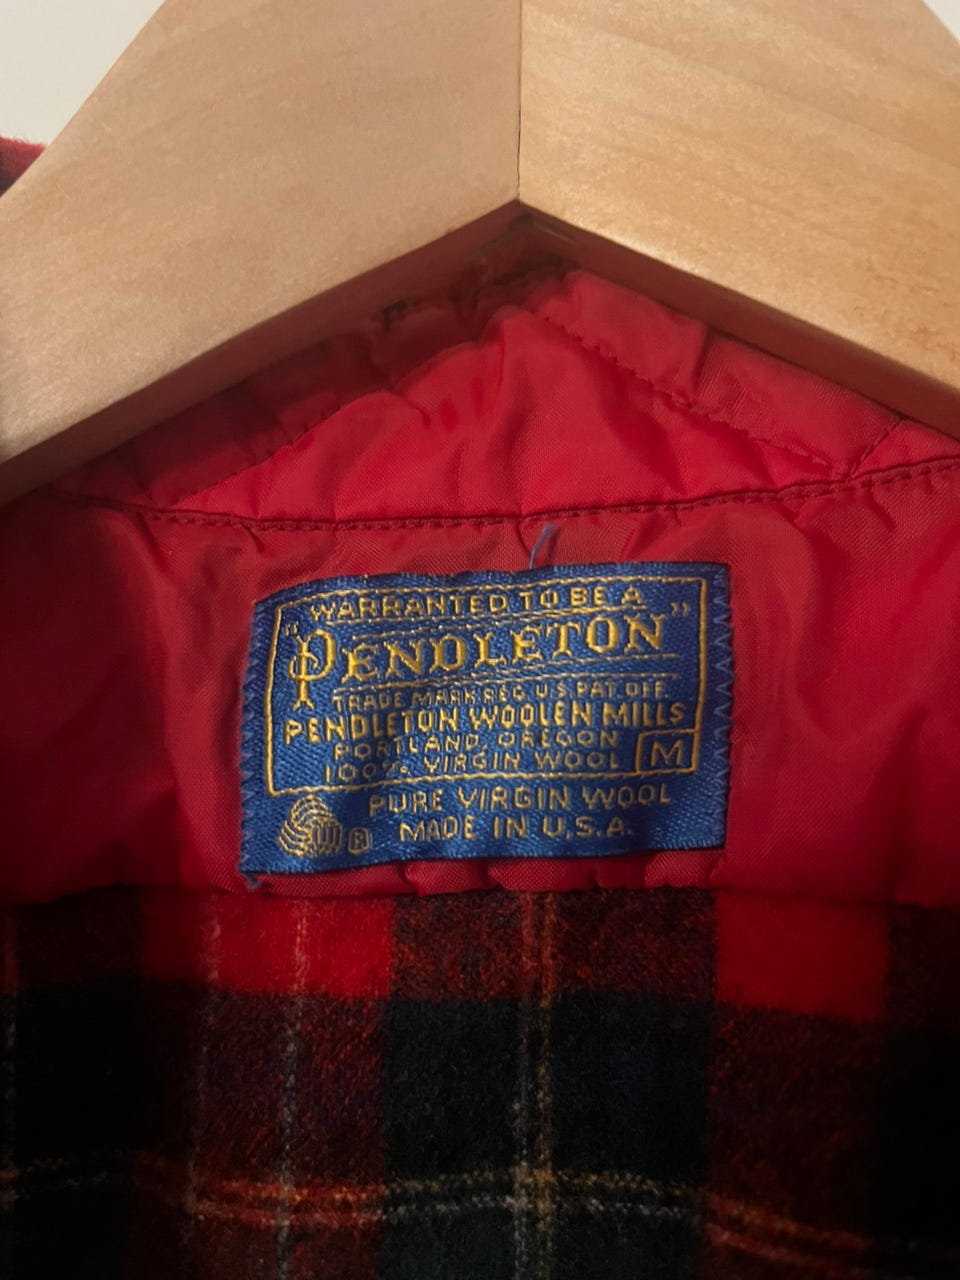 WARRANTED TO BE A
"PENDLETON"
TRADE MARK REG. U.S. PAT. OFF.
PENDLETON WOOLEN MILLS
PORTLAND, OREGON
100% VIRGIN WOOL M
PURE VIRGIN WOOL
® MADE IN U.S.A.